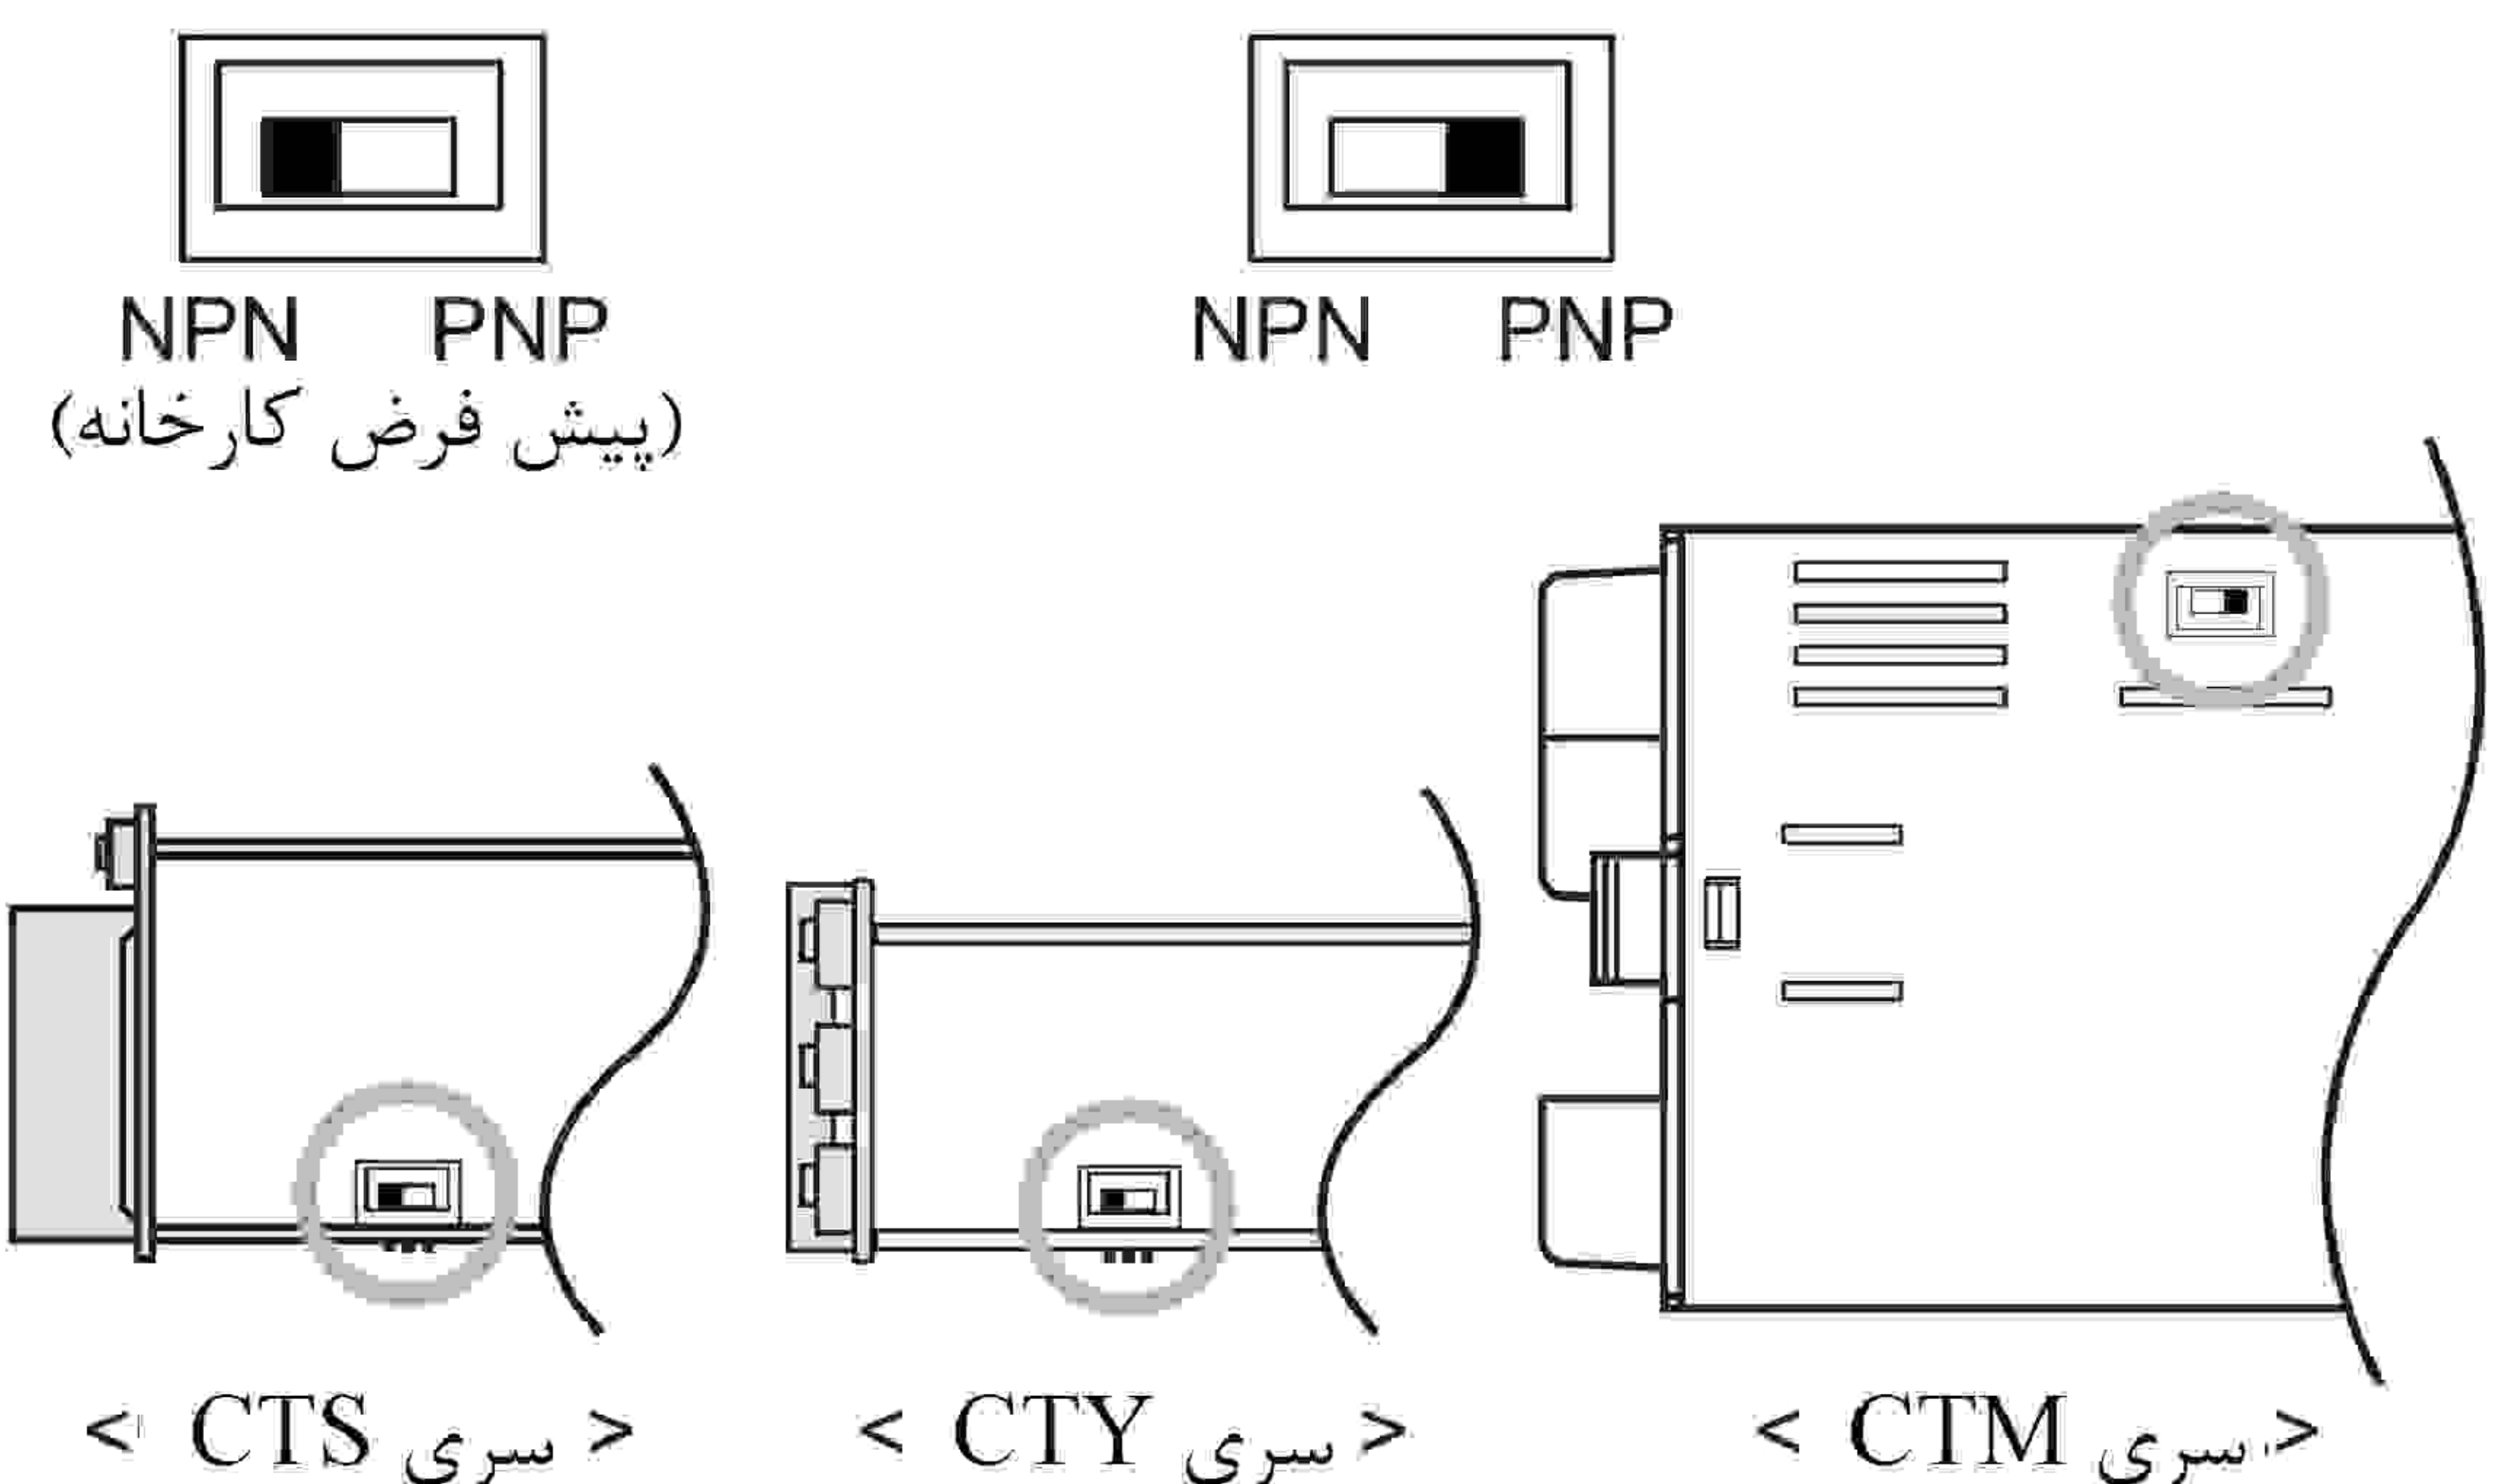 NPN PNP
(پیش فرض کارخانه)
NPN PNP
< سری CTS >
< سری CTY >
< سری CTM >